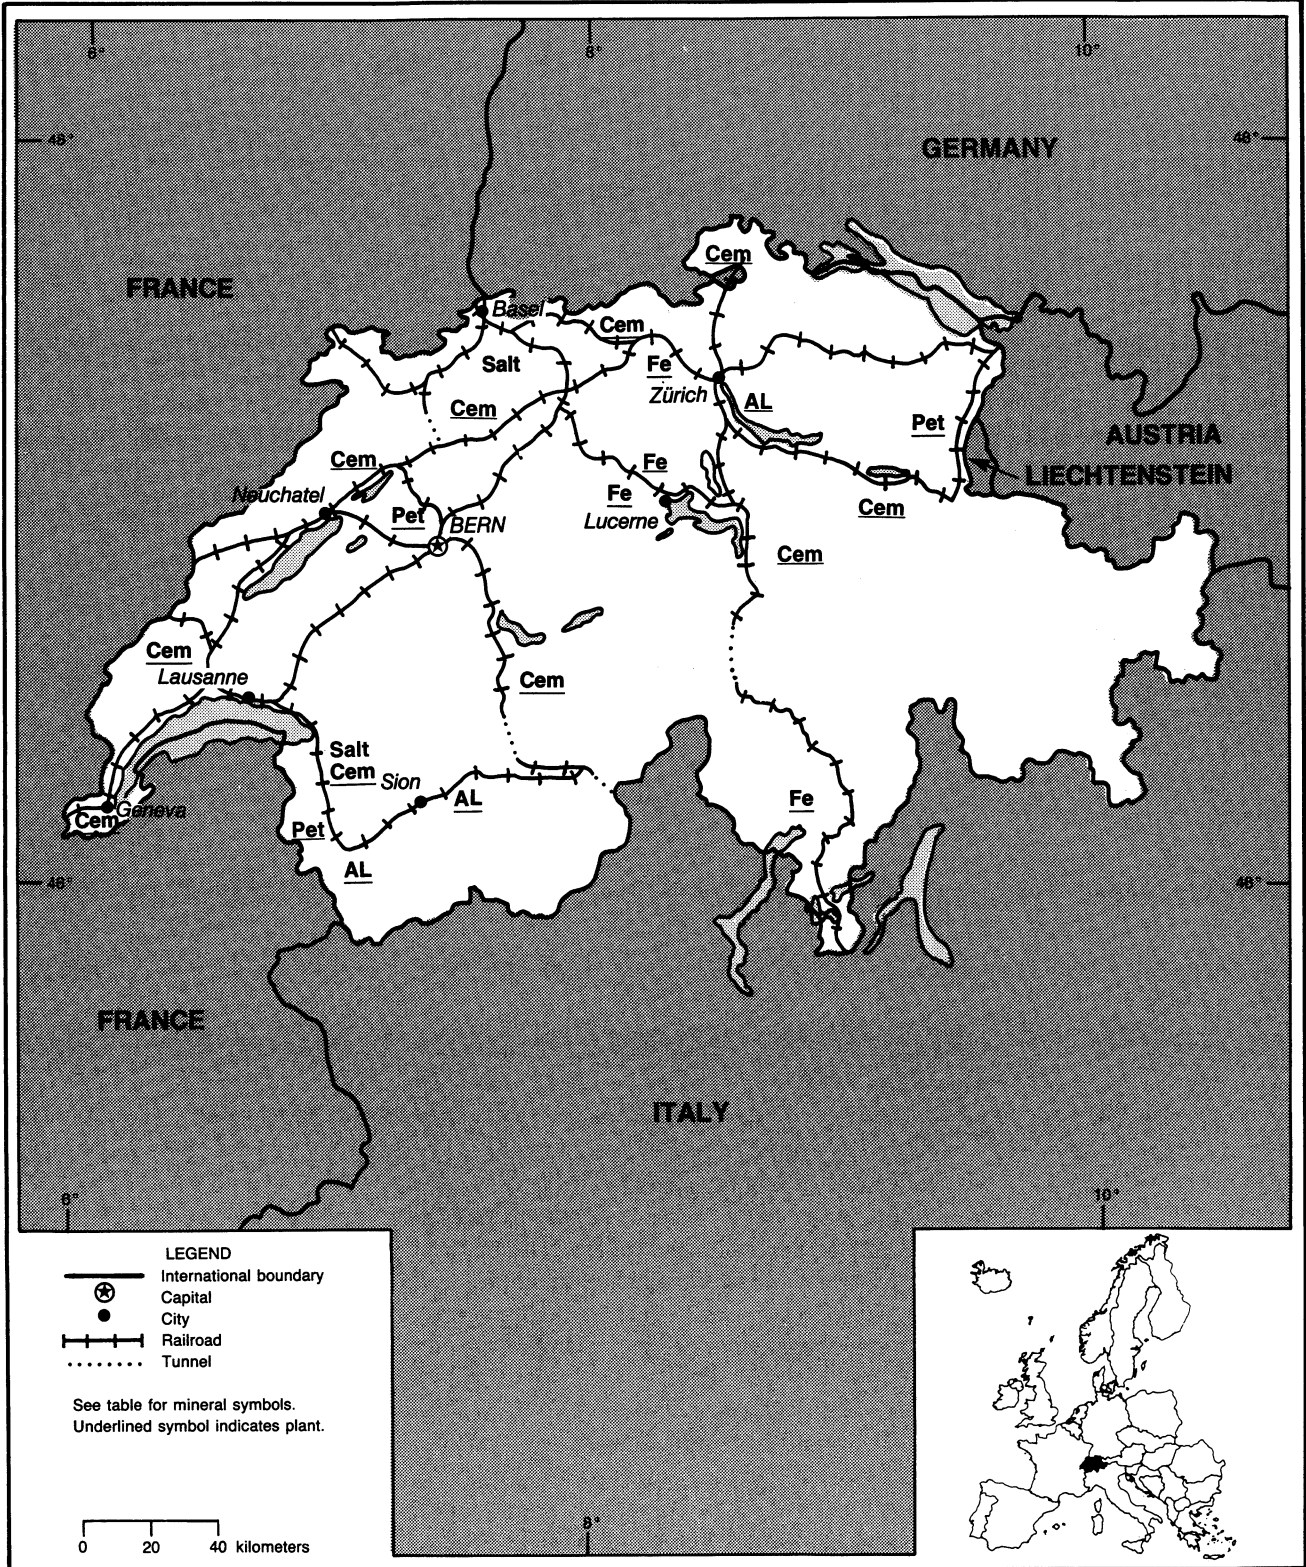 6° 8° 10°
48° 48°
GERMANY
FRANCE
Cem
Basel
Cem
Salt
Fe
Zürich
AL
Cem
Pet
AUSTRIA
Cem
Fe
LIECHTENSTEIN
Neuchatel
Fe
Pet
BERN
Lucerne
Cem
Cem
Cem
Lausanne
Cem
Salt
Cem
Sion
AL
Fe
Geneva
Cem
Pet
AL
46° 46°
FRANCE
ITALY
6° 10°
LEGEND
International boundary
Capital
City
Railroad
Tunnel
See table for mineral symbols.
Underlined symbol indicates plant.
8°
0 20 40 kilometers